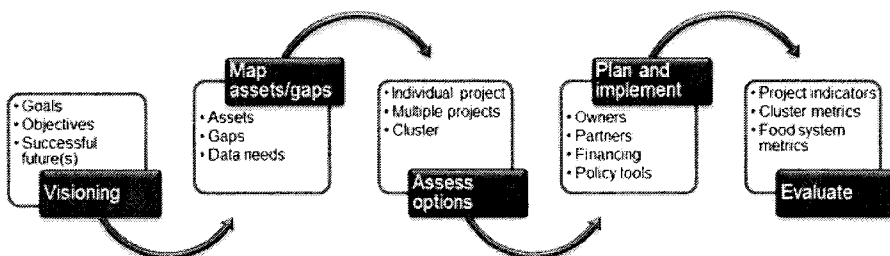 • Goals
• Objectives
• Successful
future(s)
Visioning
Map
assets/gaps
• Assets
• Gaps
• Data needs
• Individual project
• Multiple projects
• Cluster
Assess
options
Plan and
implement
• Owners
• Partners
• Financing
• Policy tools
• Project indicators
• Cluster metrics
• Food system
metrics
Evaluate